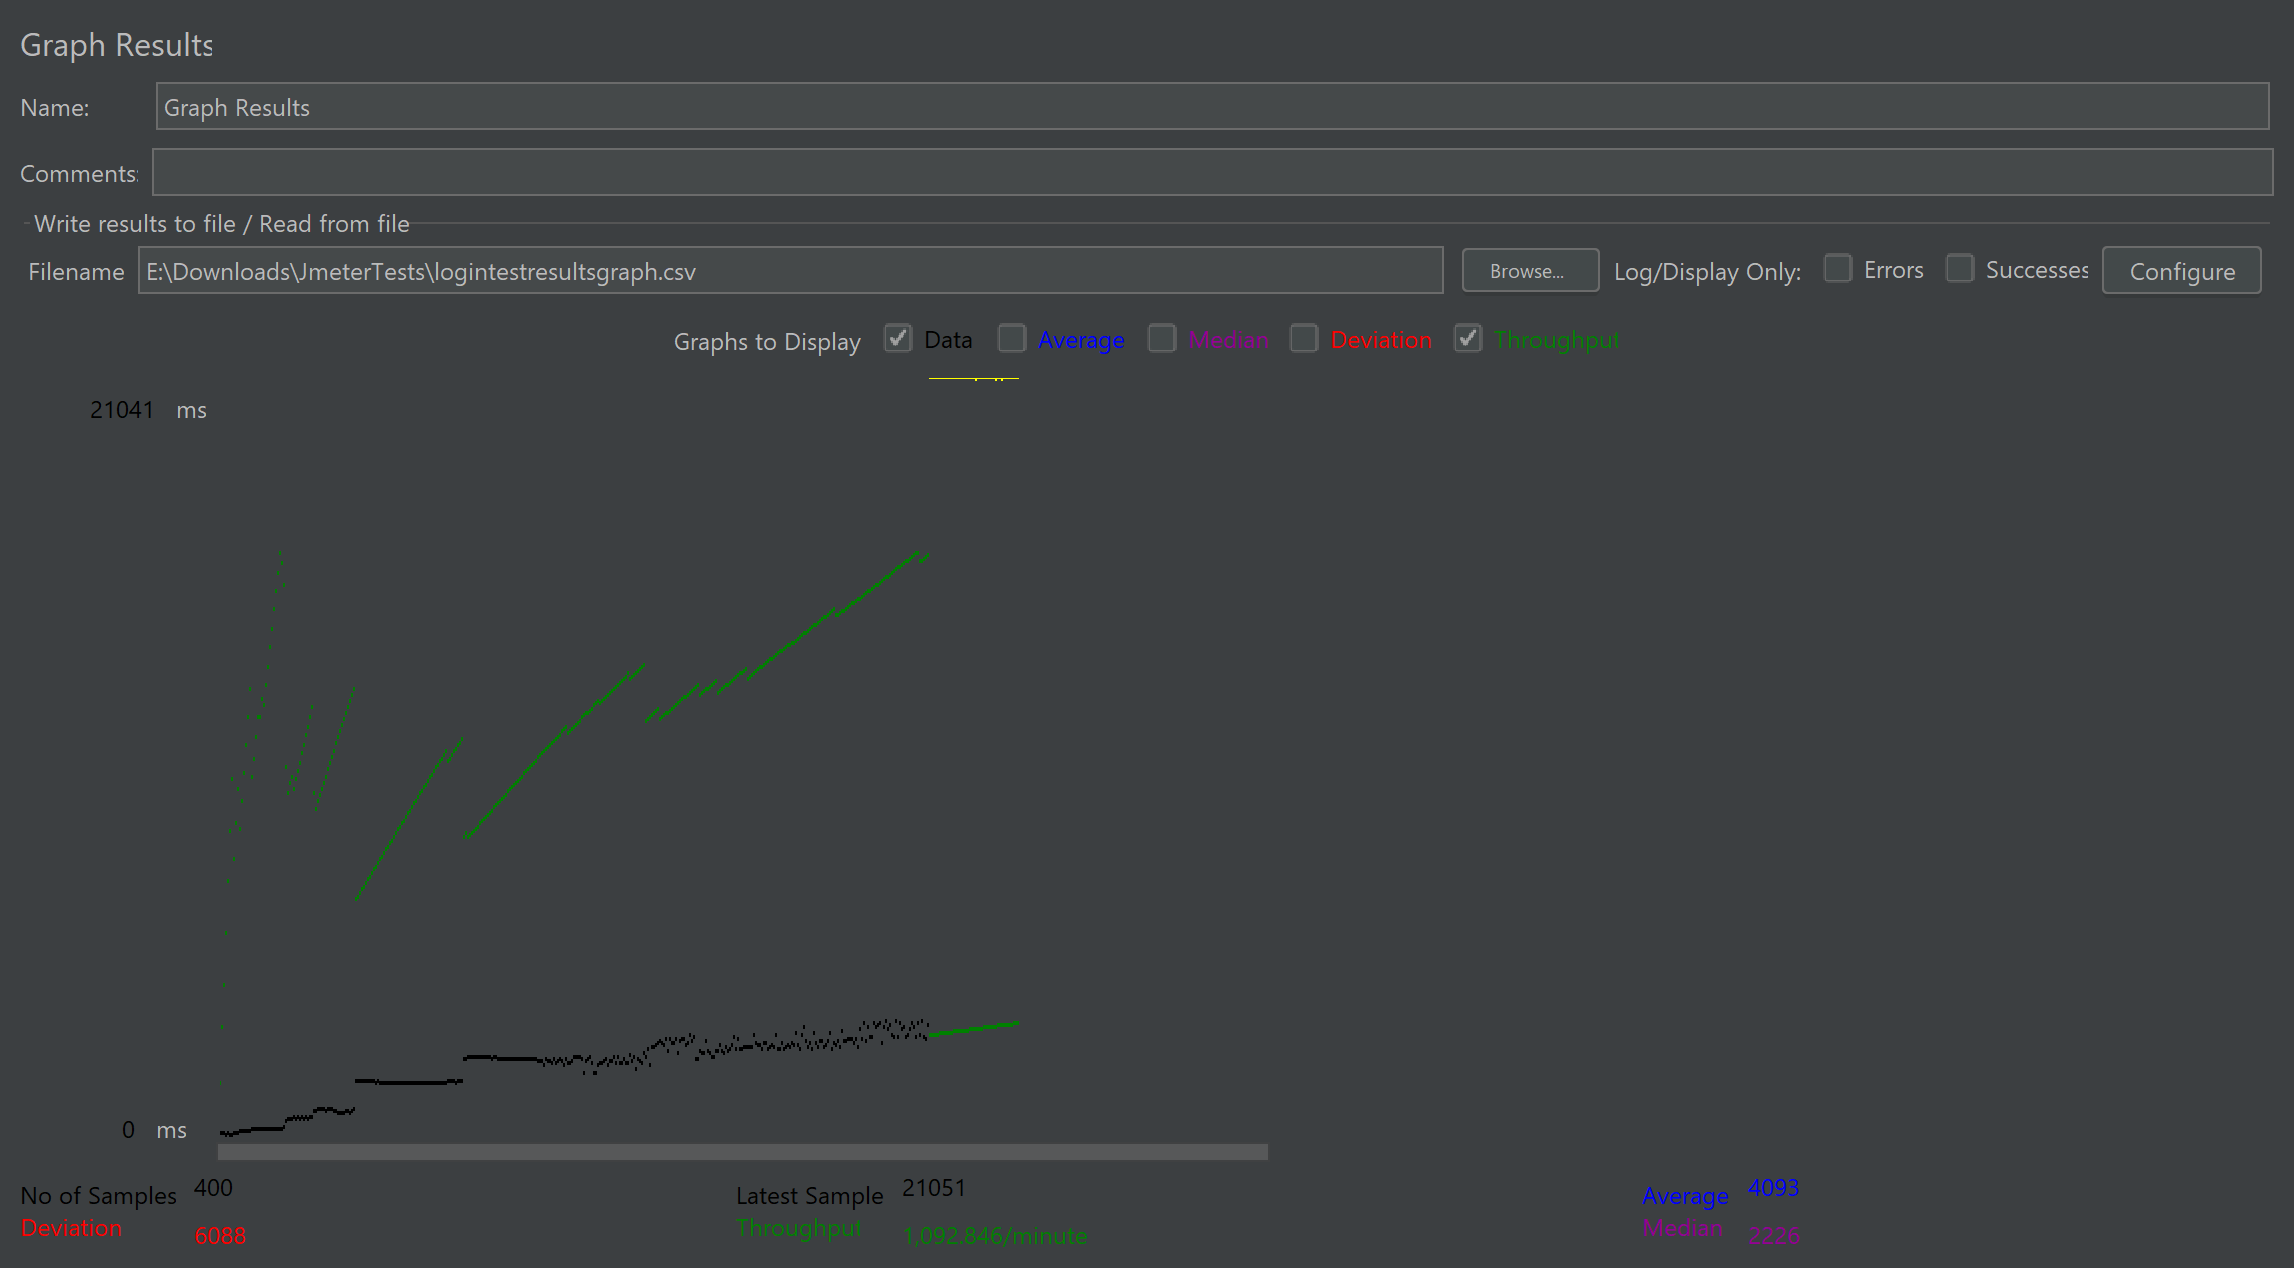 Graph Results
Name: Graph Results
Comments:
Write results to file / Read from file
Filename E:\Downloads\JmeterTests\logintestresultsgraph.csv Browse... Log/Display Only: Errors Successes Configure
Graphs to Display Data Average Median Deviation Throughput
21041 ms
0 ms
No of Samples 400 Latest Sample 21051 Average 4093
Deviation 6088 Throughput 1,092.846/minute Median 2226